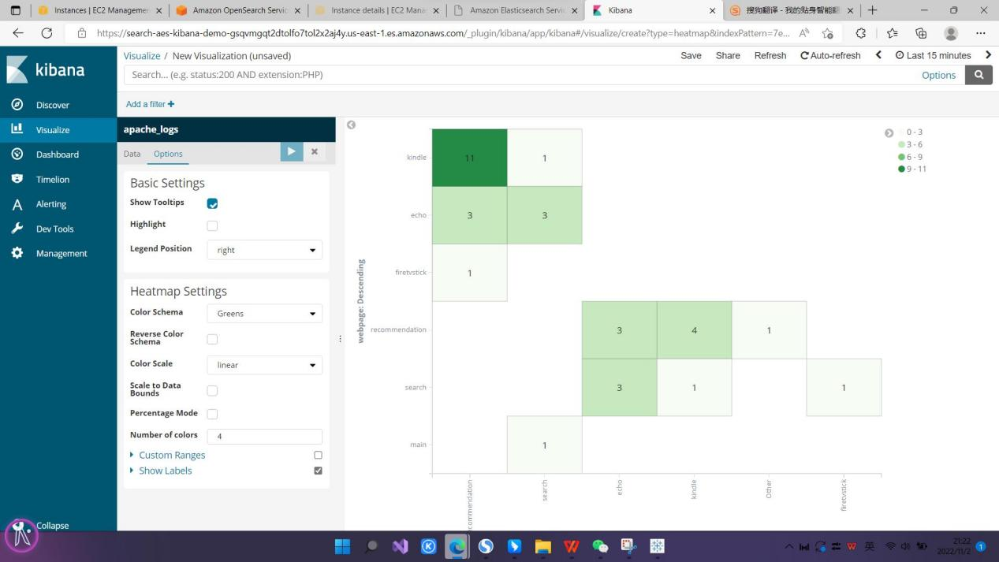 Instances | EC2 Managemen
Amazon OpenSearch Servic
Instance details | EC2 Mana
Amazon Elasticsearch Servic
Kibana
搜狗翻译 - 我的贴身智能翻
https://search-aes-kibana-demo-gsqvmgqt2dtolfo7tol2x2aj4y.us-east-1.es.amazonaws.com/_plugin/kibana/app/kibana#/visualize/create?type=heatmap&indexPattern=7e...
kibana
Discover
Visualize
Dashboard
Timelion
Alerting
Dev Tools
Management
Collapse
Visualize / New Visualization (unsaved)
Save Share Refresh Auto-refresh Last 15 minutes
Search... (e.g. status:200 AND extension:PHP)
Options
Add a filter +
apache_logs
Data Options
Basic Settings
Show Tooltips
Highlight
Legend Position right
Heatmap Settings
Color Schema Greens
Reverse Color
Schema
Color Scale linear
Scale to Data
Bounds
Percentage Mode
Number of colors 4
Custom Ranges
Show Labels
webpage: Descending
kindle 11 1
echo 3 3
firetvstick 1
recommendation 3 4 1
search 3 1 1
main 1
commendation
search
echo
kindle
Other
firetvstick
0 - 3
3 - 6
6 - 9
9 - 11
英
21:22
2022/11/2
1